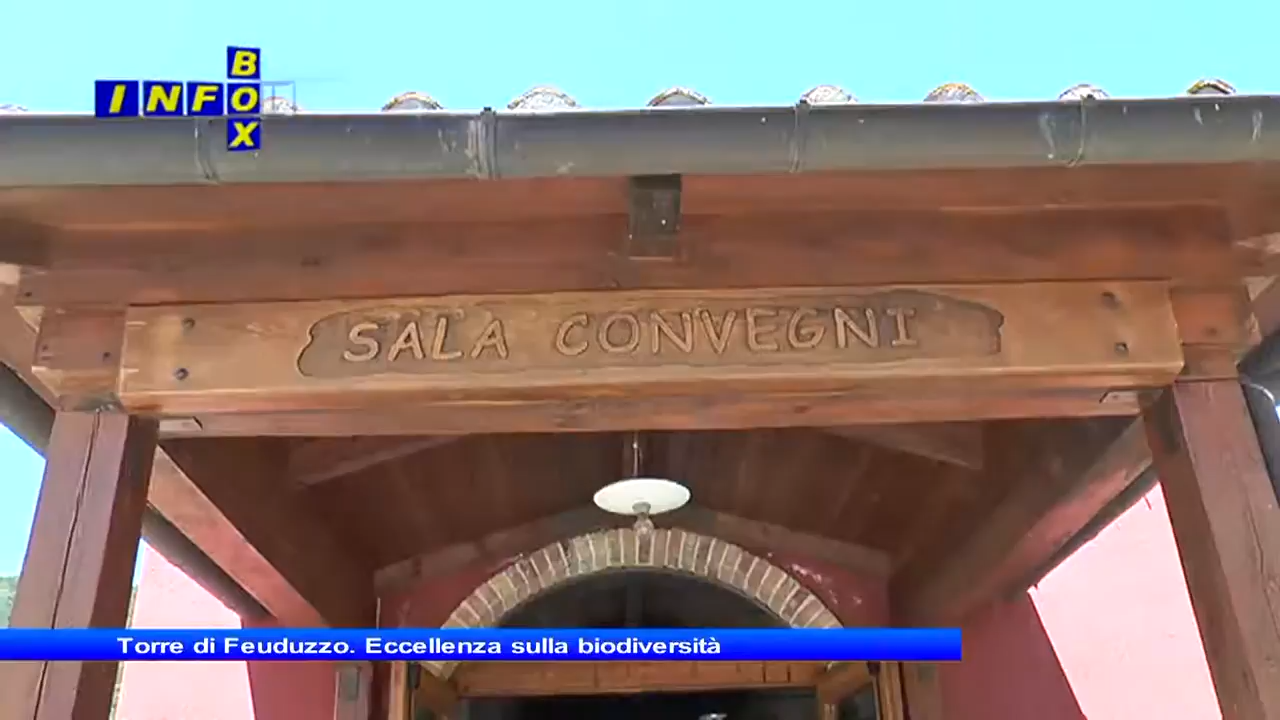 INFO BOX
SALA CONVEGNI
Torre di Feuduzzo. Eccellenza sulla biodiversità